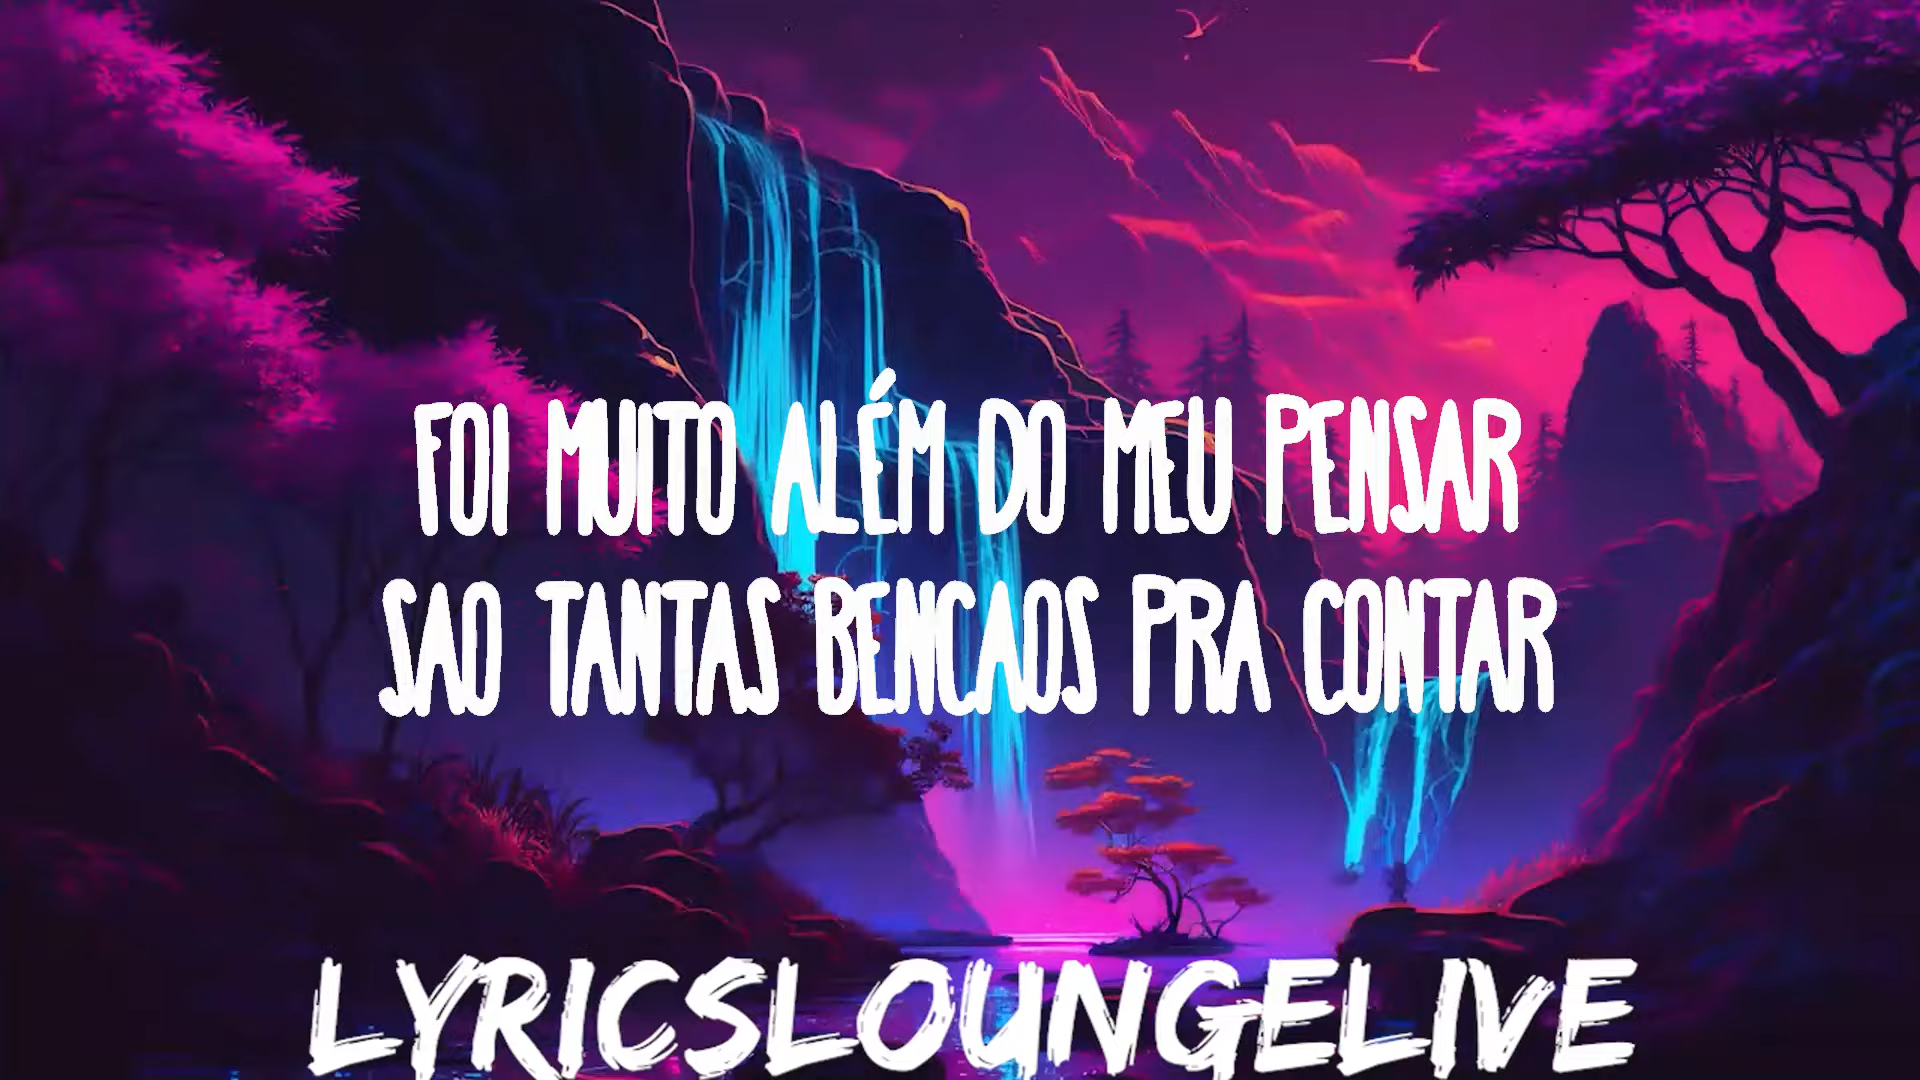 FOI MUITO ALÉM DO MEU PENSAR
SAO TANTAS BENCAOS PRA CONTAR
LYRICSLOUNGELIVE